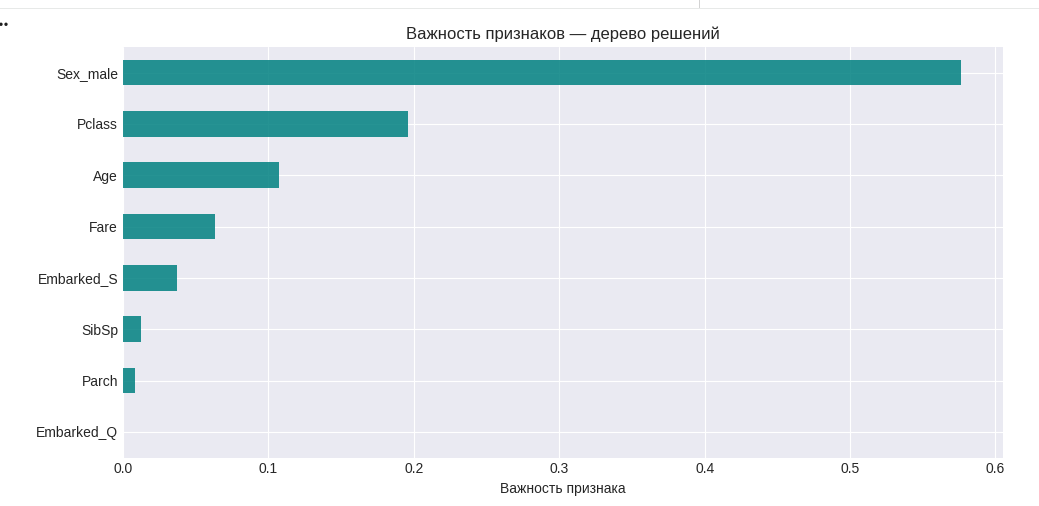 Важность признаков — дерево решений
Sex_male
Pclass
Age
Fare
Embarked_S
SibSp
Parch
Embarked_Q
0.0 0.1 0.2 0.3 0.4 0.5 0.6
Важность признака